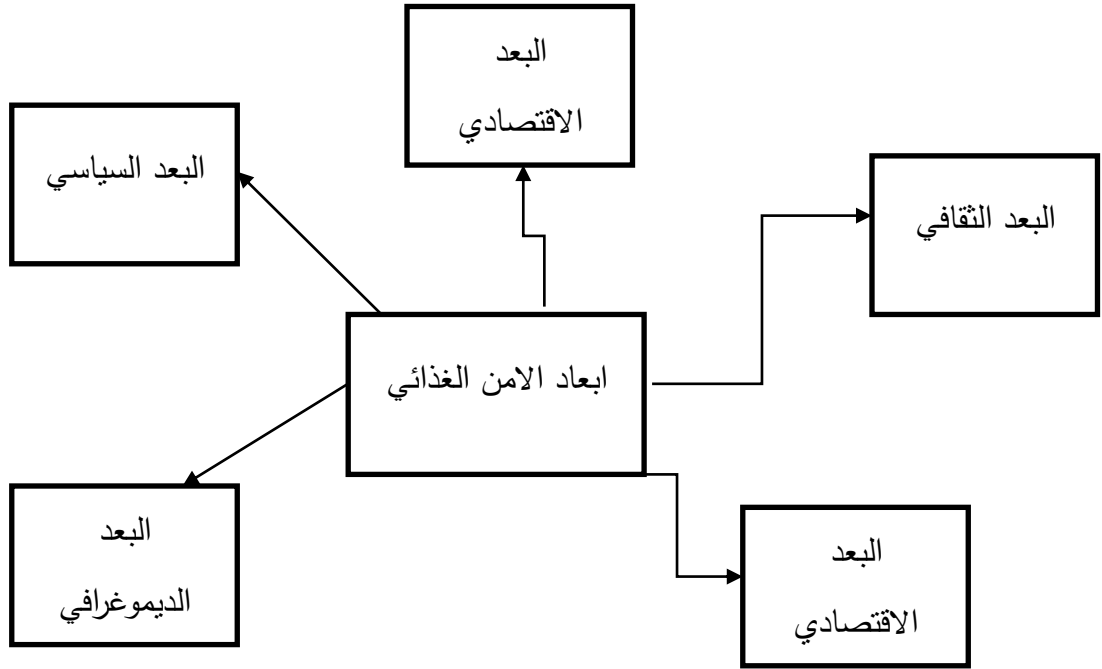 البعد
الاقتصادي
البعد السياسي
البعد الثقافي
ابعاد الامن الغذائي
البعد
الديموغرافي
البعد
الاقتصادي